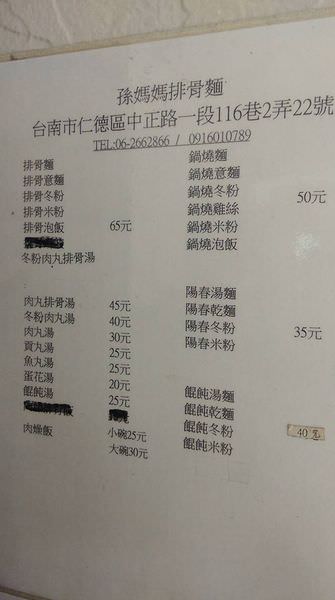 孫媽媽排骨麵
台南市仁德區中正路一段116巷2弄22號
TEL:06-2662866 / 0916010789
排骨麵
排骨意麵
排骨冬粉
排骨米粉
排骨泡飯 65元
冬粉肉丸排骨湯
鍋燒麵
鍋燒意麵
鍋燒冬粉 50元
鍋燒雞絲
鍋燒米粉
鍋燒泡飯
肉丸排骨湯 45元
冬粉肉丸湯 40元
肉丸湯 30元
貢丸湯 25元
魚丸湯 25元
蛋花湯 20元
餛飩湯 25元
肉燥飯 小碗25元
大碗30元
陽春湯麵
陽春乾麵
陽春冬粉 35元
陽春米粉
餛飩湯麵
餛飩乾麵
餛飩冬粉 40元
餛飩米粉